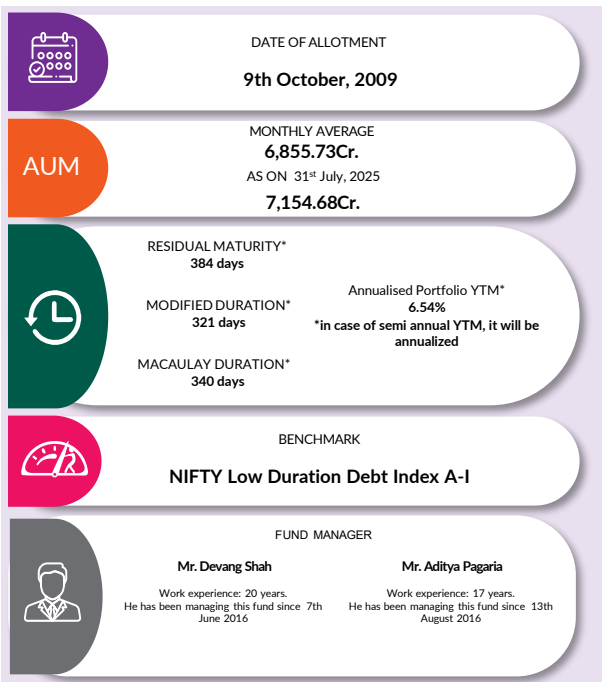 DATE OF ALLOTMENT
9th October, 2009
AUM
MONTHLY AVERAGE
6,855.73Cr.
AS ON 31st July, 2025
7,154.68Cr.
RESIDUAL MATURITY*
384 days
MODIFIED DURATION*
321 days
MACAULAY DURATION*
340 days
Annualised Portfolio YTM*
6.54%
*in case of semi annual YTM, it will be
annualized
BENCHMARK
NIFTY Low Duration Debt Index A-I
FUND MANAGER
Mr. Devang Shah
Work experience: 20 years.
He has been managing this fund since 7th
June 2016
Mr. Aditya Pagaria
Work experience: 17 years.
He has been managing this fund since 13th
August 2016